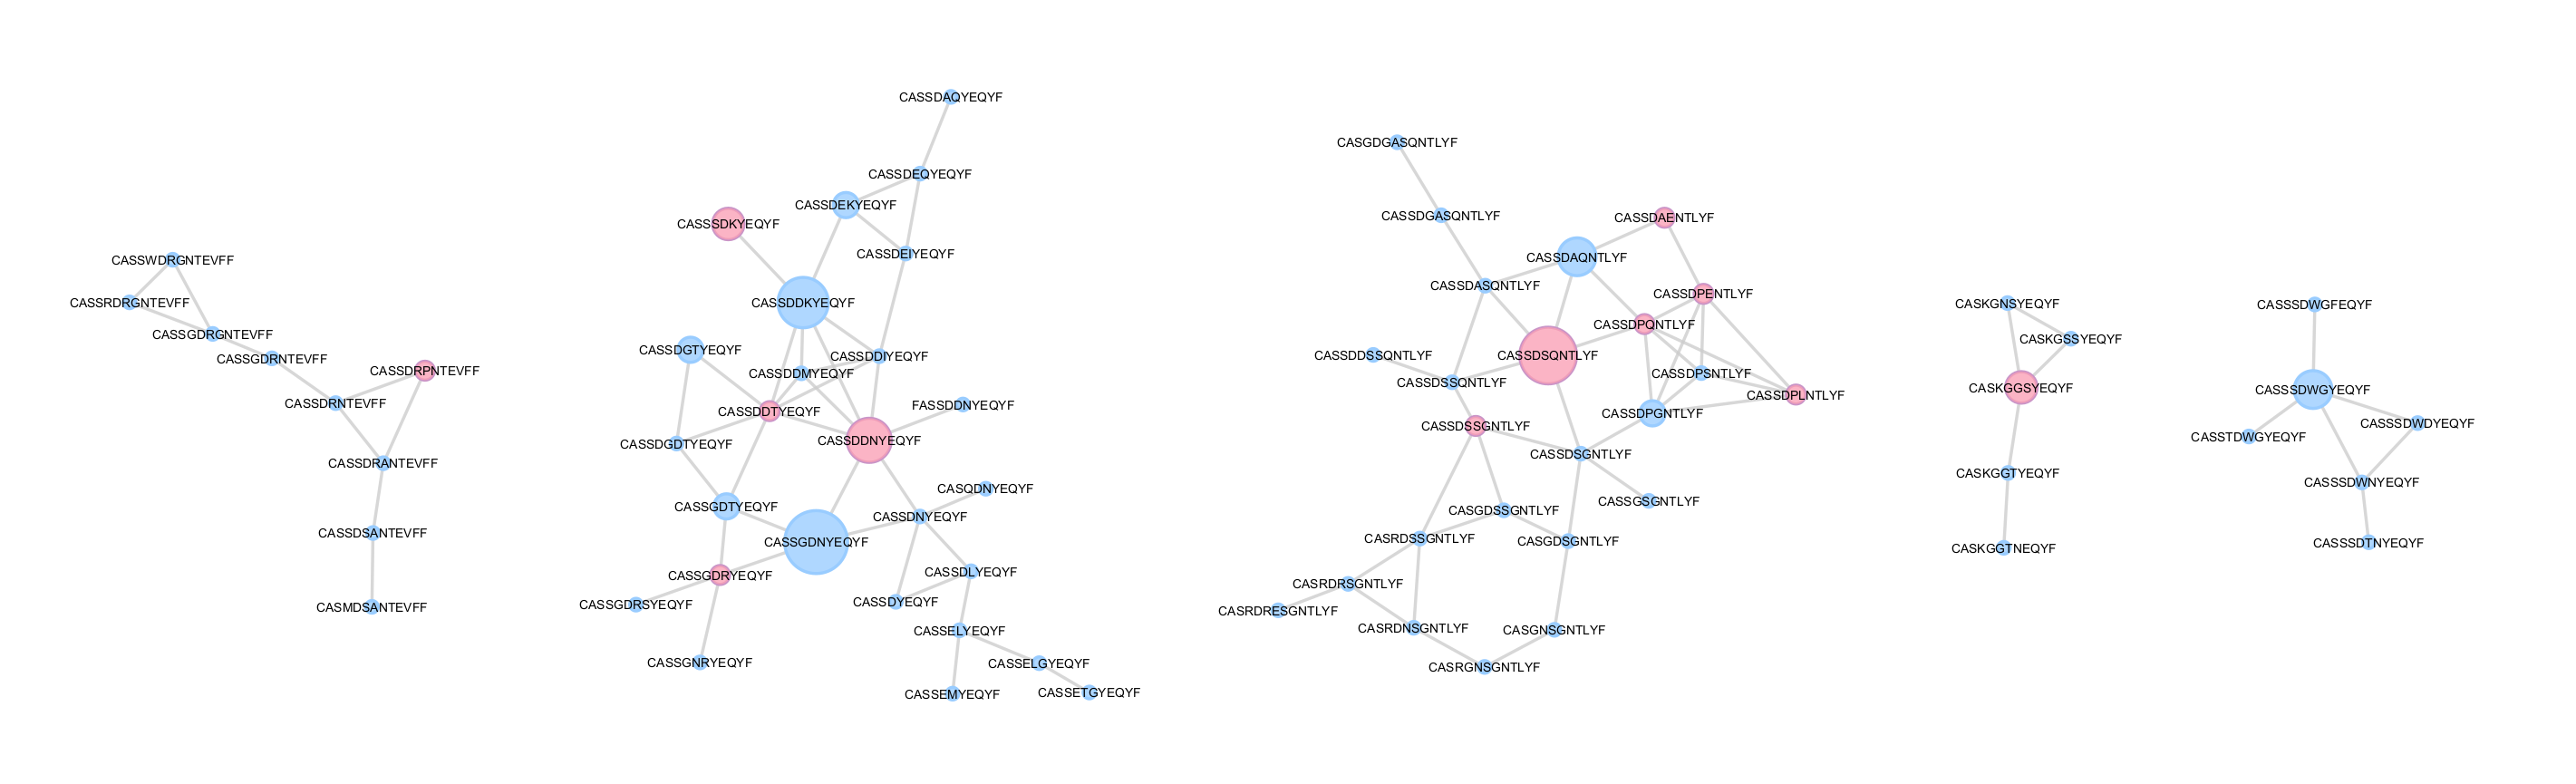 CASSWDRGNTEVFF
CASSRDRGNTEVFF
CASSGDRGNTEVFF
CASSGDRNTEVFF
CASSDRPNTEVFF
CASSDRNTEVFF
CASSDRANTEVFF
CASSDSANTEVFF
CASMDSANTEVFF
CASSDAQYEQYF
CASSDEQYEQYF
CASSDEKYEQYF
CASSSDKYEQYF
CASSDEIYEQYF
CASSDDKYEQYF
CASSDGTYEQYF
CASSDDIYEQYF
CASSDDMYEQYF
CASSDDTYEQYF
FASSDDNYEQYF
CASSDGDTYEQYF
CASSDDNYEQYF
CASQDNYEQYF
CASSGDTYEQYF
CASSDNYEQYF
CASSGDNYEQYF
CASSGDRYEQYF
CASSDLYEQYF
CASSGDRSYEQYF
CASSDYEQYF
CASSELYEQYF
CASSGNRYEQYF
CASSELGYEQYF
CASSEMYEQYF
CASSETGYEQYF
CASGDGASQNTLYF
CASSDGASQNTLYF
CASSDAENTLYF
CASSDAQNTLYF
CASSDASQNTLYF
CASSDPENTLYF
CASSDPQNTLYF
CASSDDSSQNTLYF
CASSDSQNTLYF
CASSDPSNTLYF
CASSDSSQNTLYF
CASSDPLNTLYF
CASSDPGNTLYF
CASSDSSGNTLYF
CASSDSGNTLYF
CASSGSGNTLYF
CASGDSSGNTLYF
CASRDSSGNTLYF
CASGDSGNTLYF
CASRDRSGNTLYF
CASRDRESGNTLYF
CASRDNSGNTLYF
CASGNSGNTLYF
CASRGNSGNTLYF
CASKGNSYEQYF
CASKGSSYEQYF
CASKGGSYEQYF
CASKGGTYEQYF
CASKGGTNEQYF
CASSSDWGFEQYF
CASSSDWGYEQYF
CASSSDWDYEQYF
CASSTDWGYEQYF
CASSSDWNYEQYF
CASSSDTNYEQYF